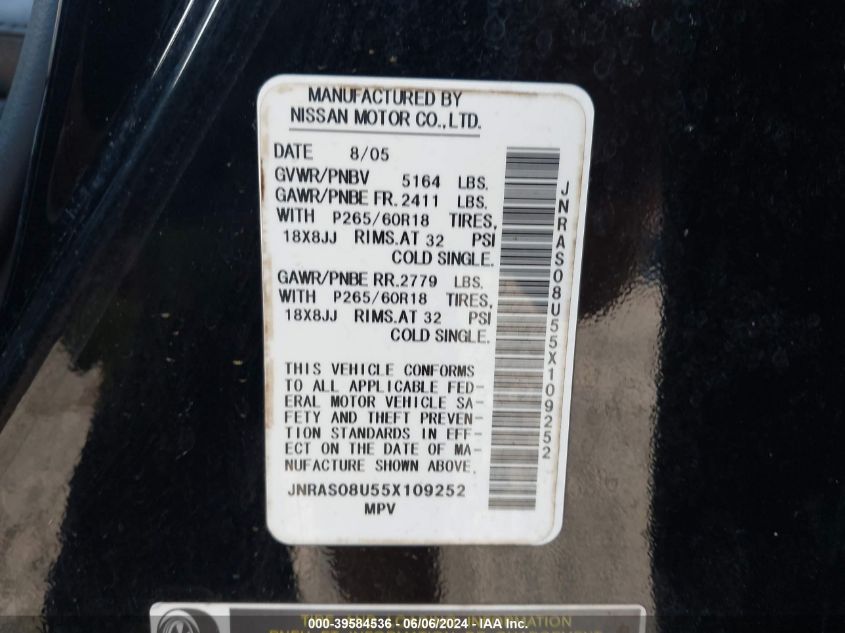 MANUFACTURED BY
NISSAN MOTOR CO.,LTD.
DATE 8/05
GVWR/PNBV 5164 LBS.
GAWR/PNBE FR. 2411 LBS.
WITH P265/60R18 TIRES,
18X8JJ RIMS.AT 32 PSI
COLD SINGLE.
GAWR/PNBE RR. 2779 LBS.
WITH P265/60R18 TIRES,
18X8JJ RIMS.AT 32 PSI
COLD SINGLE.
THIS VEHICLE CONFORMS
TO ALL APPLICABLE FED-
ERAL MOTOR VEHICLE SA-
FETY AND THEFT PREVEN-
TION STANDARDS IN EFF-
ECT ON THE DATE OF MA-
NUFACTURE SHOWN ABOVE.
JNRAS08U55X109252
MPV
JNRAS08U55X109252
TIRE AND LOADING INFORMATION
000-39584536 - 06/06/2024 - IAA Inc.